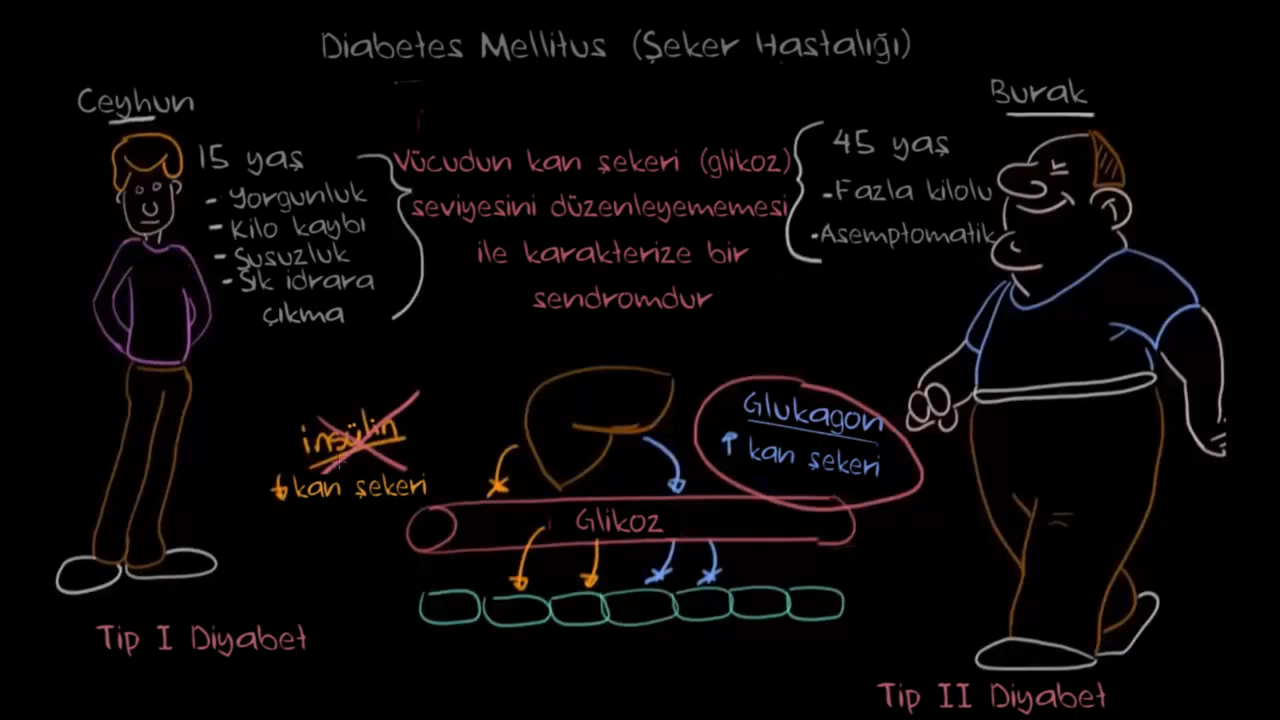 Diabetes Mellitus (Şeker Hastalığı)
Ceyhun
15 yaş
- Yorgunluk
- Kilo kaybı
- Susuzluk
- Sık idrara
çıkma
Vücudun kan şekeri (glikoz)
seviyesini düzenleyememesi
ile karakterize bir
sendromdur
Burak
45 yaş
-Fazla kilolu
-Asemptomatik
insülin
↓ kan şekeri
Glukagon
↑ kan şekeri
Glikoz
Tip I Diyabet
Tip II Diyabet